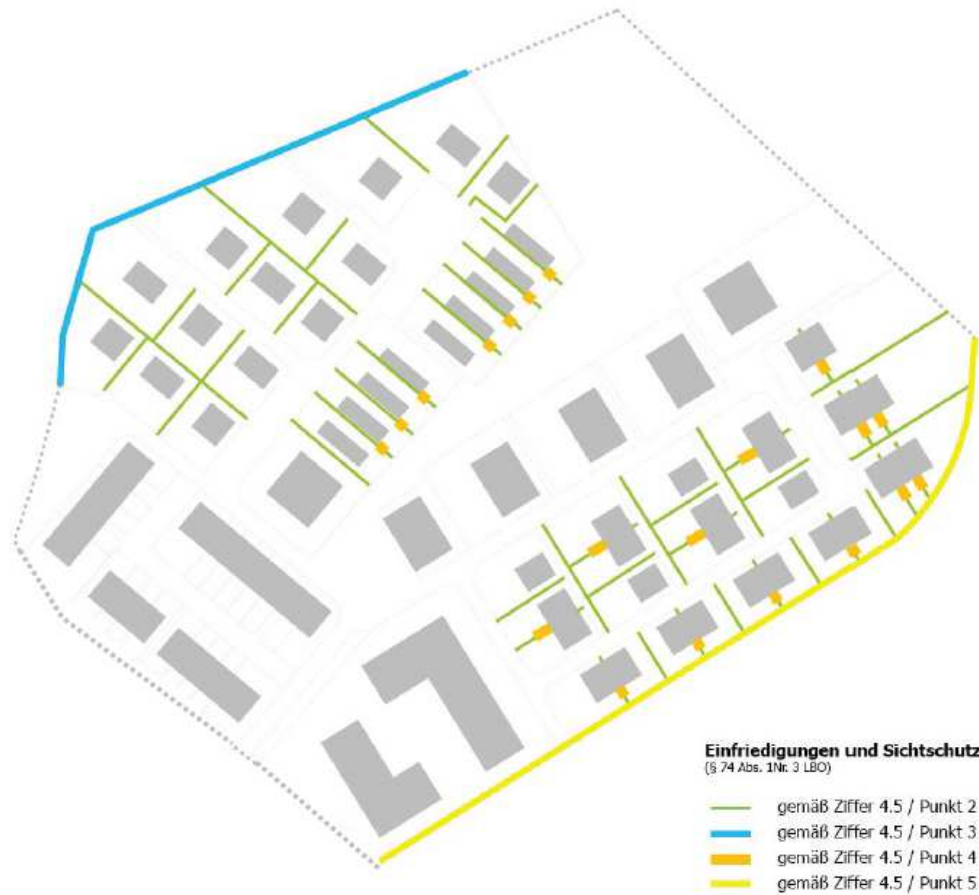 Einfriedigungen und Sichtschutz
(§ 74 Abs. 1Nr. 3 LBO)
gemäß Ziffer 4.5 / Punkt 2
gemäß Ziffer 4.5 / Punkt 3
gemäß Ziffer 4.5 / Punkt 4
gemäß Ziffer 4.5 / Punkt 5